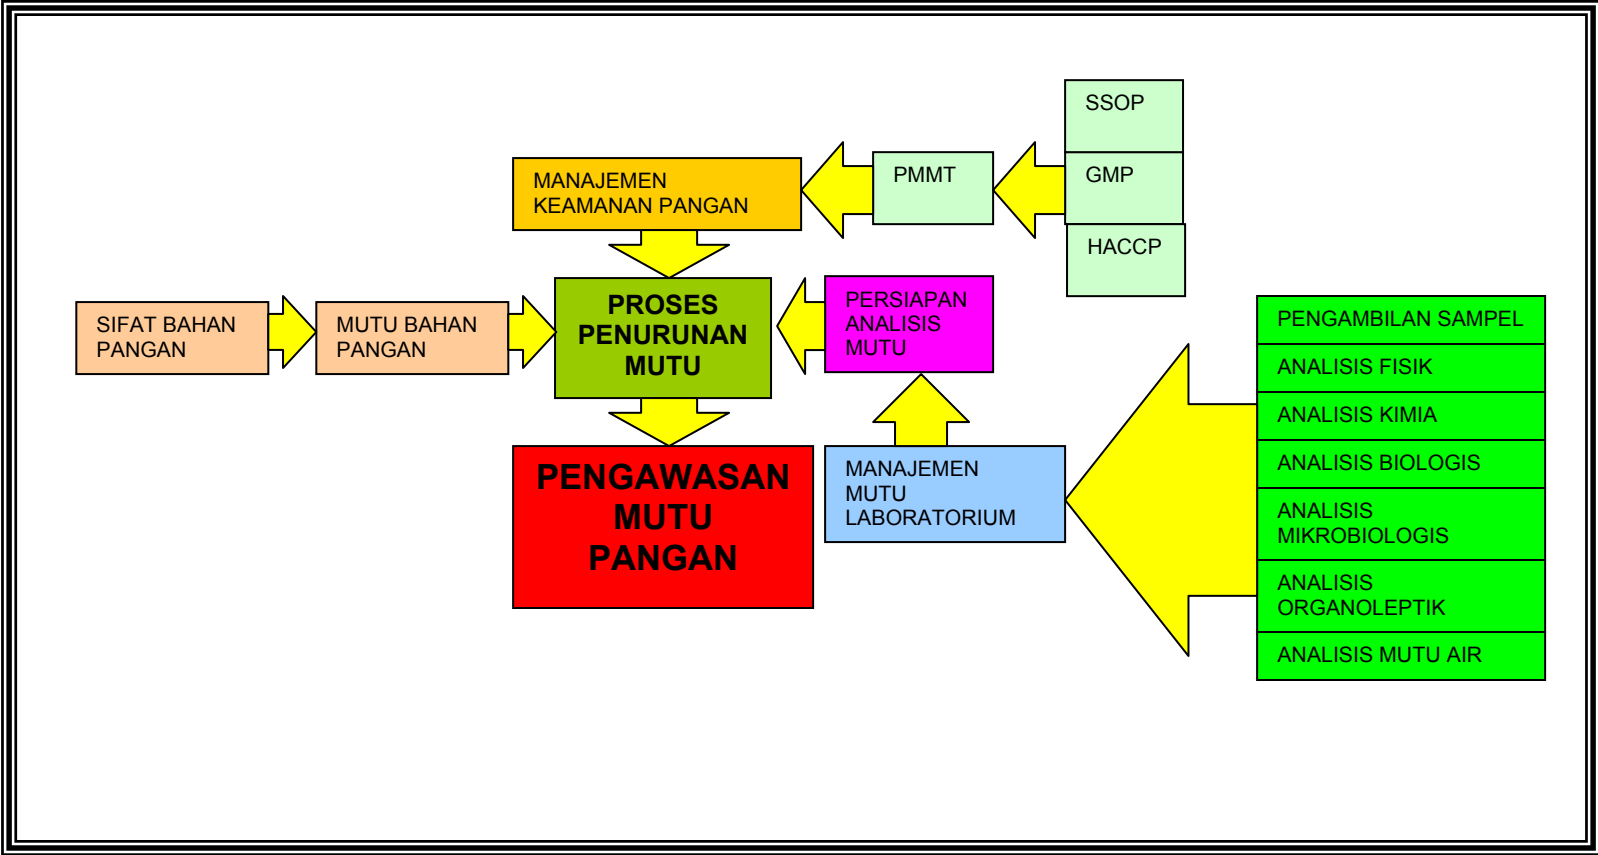 SSOP
MANAJEMEN
KEAMANAN PANGAN
PMMT
GMP
HACCP
SIFAT BAHAN
PANGAN
MUTU BAHAN
PANGAN
PROSES
PENURUNAN
MUTU
PERSIAPAN
ANALISIS
MUTU
PENGAWASAN
MUTU
PANGAN
MANAJEMEN
MUTU
LABORATORIUM
PENGAMBILAN SAMPEL
ANALISIS FISIK
ANALISIS KIMIA
ANALISIS BIOLOGIS
ANALISIS
MIKROBIOLOGIS
ANALISIS
ORGANOLEPTIK
ANALISIS MUTU AIR